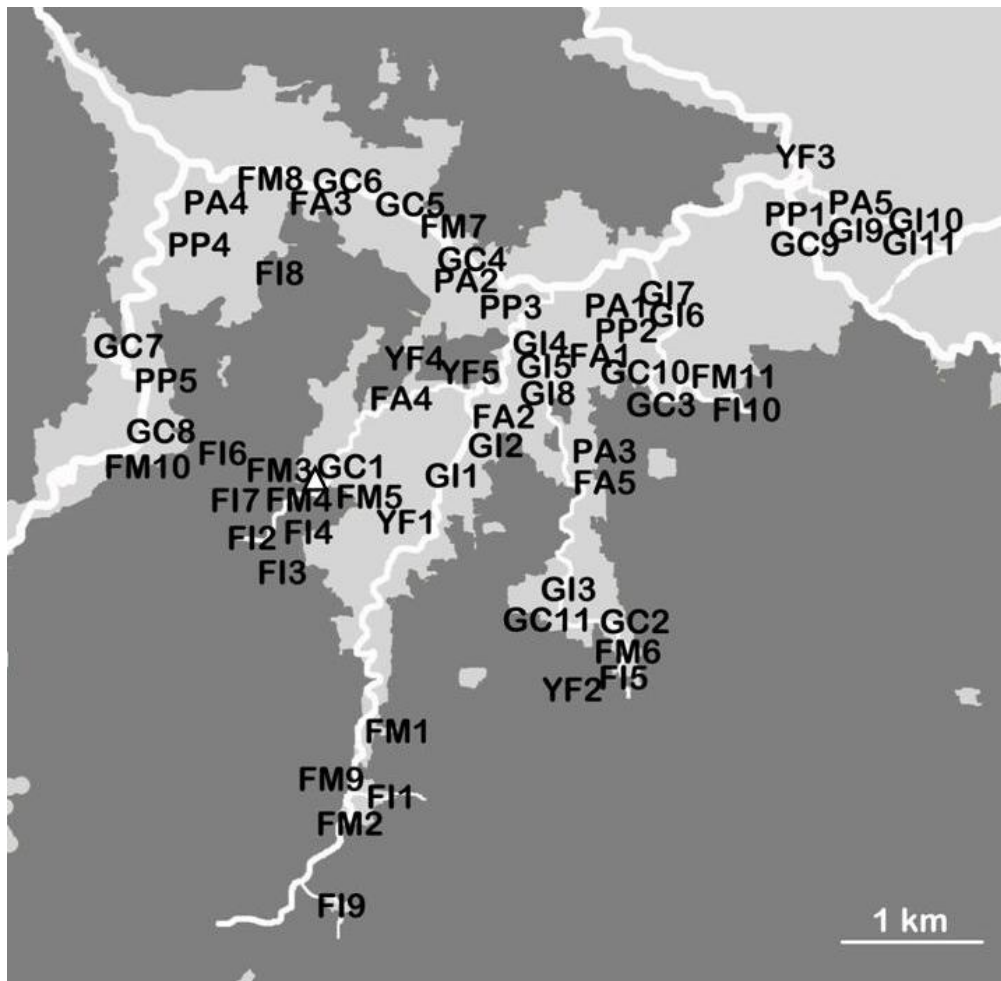 YF3
FM8 GC6
PA4 FA3 GC5 PA5
PP1 GI10
FM7 GI9
PP4 GC9 GI11
GC4
FI8 PA2
GI7
PP3 PA1 GI6
PP2
GC7 GI4
YF4 FA1
GI5
PP5 YF5 GC10 FM11
FA4 GI8
GC3 FI10
FA2
GC8
GI2
FI6 PA3
FM10 FM3 GC1
GI1
FA5
FI7 FM4 FM5
YF1
FI2 FI4
FI3
GI3
GC11 GC2
FM6
YF2 FI5
FM1
FM9
FI1
FM2
FI9
1 km